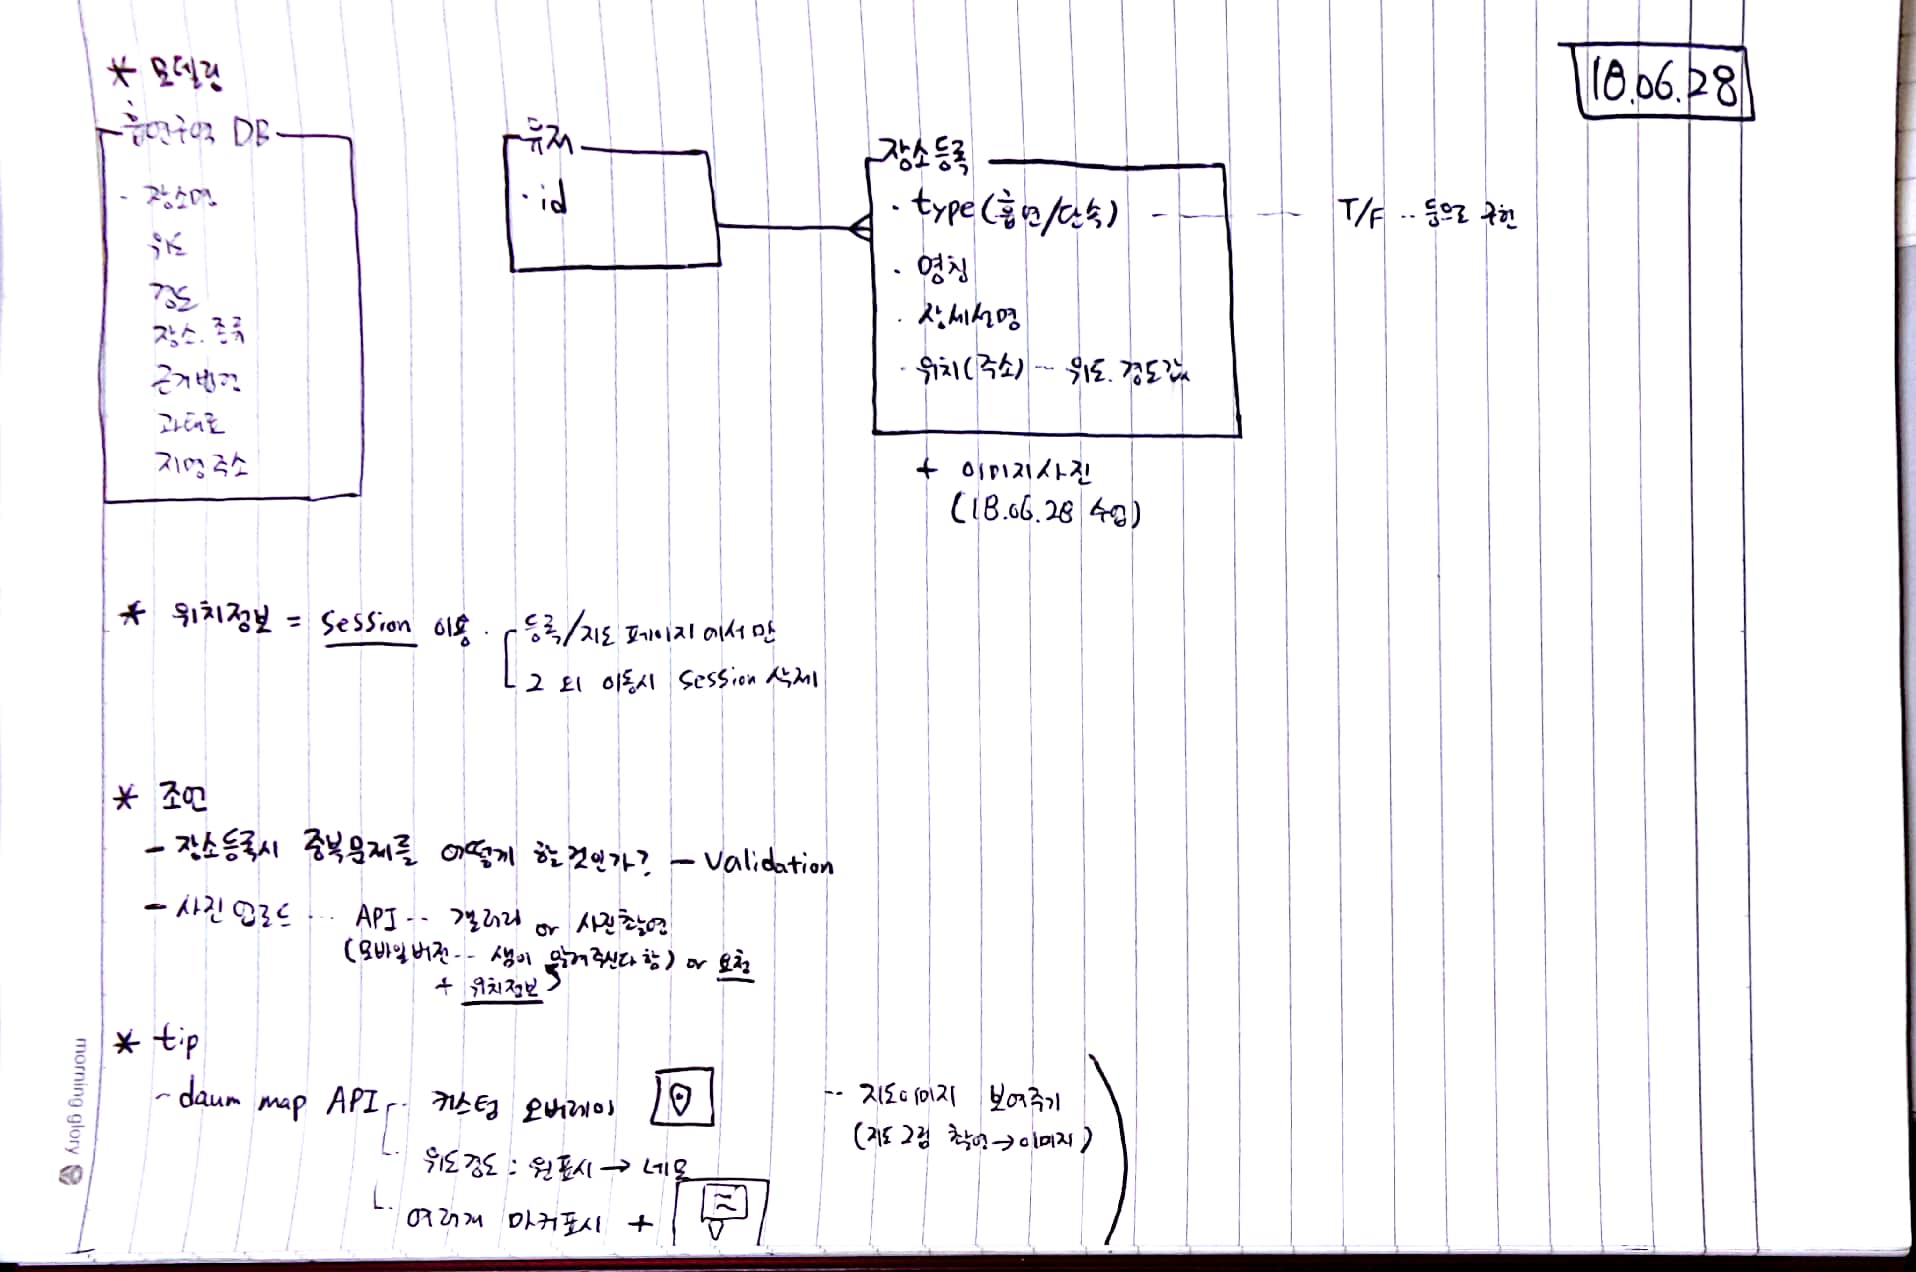 18.06.28
* 모델링
흡연구역 DB
- 장소명
위도
경도
장소.종류
근거법령
과태료
지명주소
유저
· id
장소등록
· type(흡연/단속) --- T/F .. 등으로 구현
· 명칭
· 상세설명
· 위치(주소) -- 위도.경도값
+ 이미지사진
(18.06.28 수업)
* 위치정보 = Session 이용.
등록/지도 페이지에서만
그 외 이동시 Session 삭제
* 조언
- 장소등록시 중복문제를 어떻게 할것인가? - Validation
- 사진업로드 ... API -- 갤러리 or 사진촬영
(모바일버전 -- 쌤이 알려주신다함) or 요청
+ 위치정보
* tip
- daum map API -- 커스텀 오버레이
-- 지도이미지 보여주기
(지도그림 촬영→이미지)
위도경도 : 원표시 → 네모
여러개 마커표시 +
morning glory